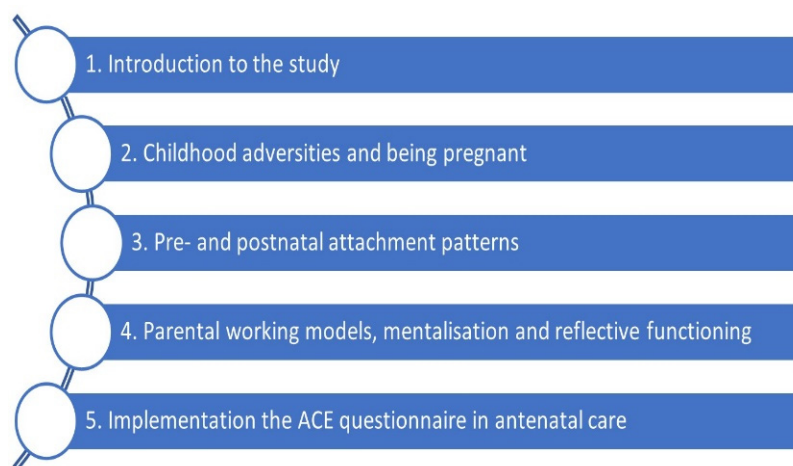 1. Introduction to the study
2. Childhood adversities and being pregnant
3. Pre- and postnatal attachment patterns
4. Parental working models, mentalisation and reflective functioning
5. Implementation the ACE questionnaire in antenatal care